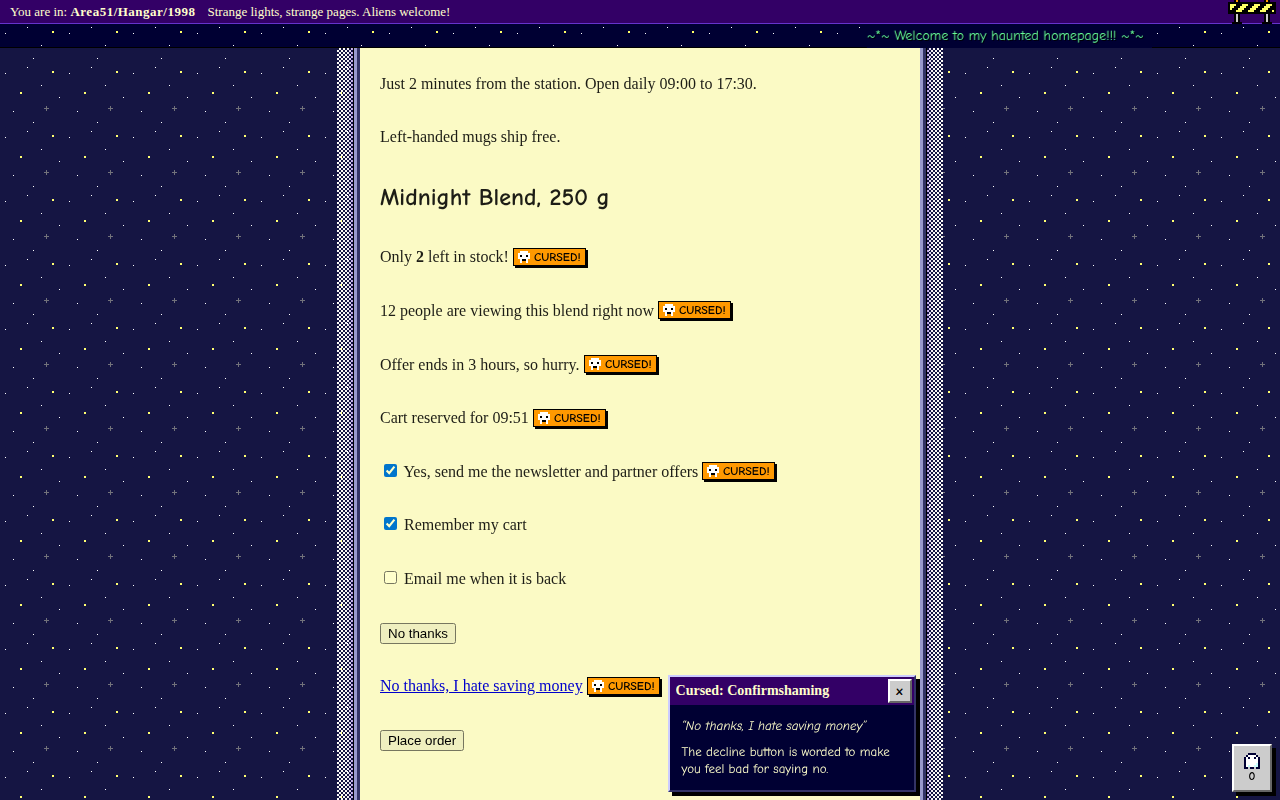 You are in: Area51/Hangar/1998 Strange lights, strange pages. Aliens welcome!
~*~ Welcome to my haunted homepage!!! ~*~
Just 2 minutes from the station. Open daily 09:00 to 17:30.
Left-handed mugs ship free.
Midnight Blend, 250 g
Only 2 left in stock! CURSED!
12 people are viewing this blend right now CURSED!
Offer ends in 3 hours, so hurry. CURSED!
Cart reserved for 09:51 CURSED!
Yes, send me the newsletter and partner offers CURSED!
Remember my cart
Email me when it is back
No thanks
No thanks, I hate saving money CURSED!
Cursed: Confirmshaming ×
“No thanks, I hate saving money”
The decline button is worded to make
you feel bad for saying no.
Place order
0